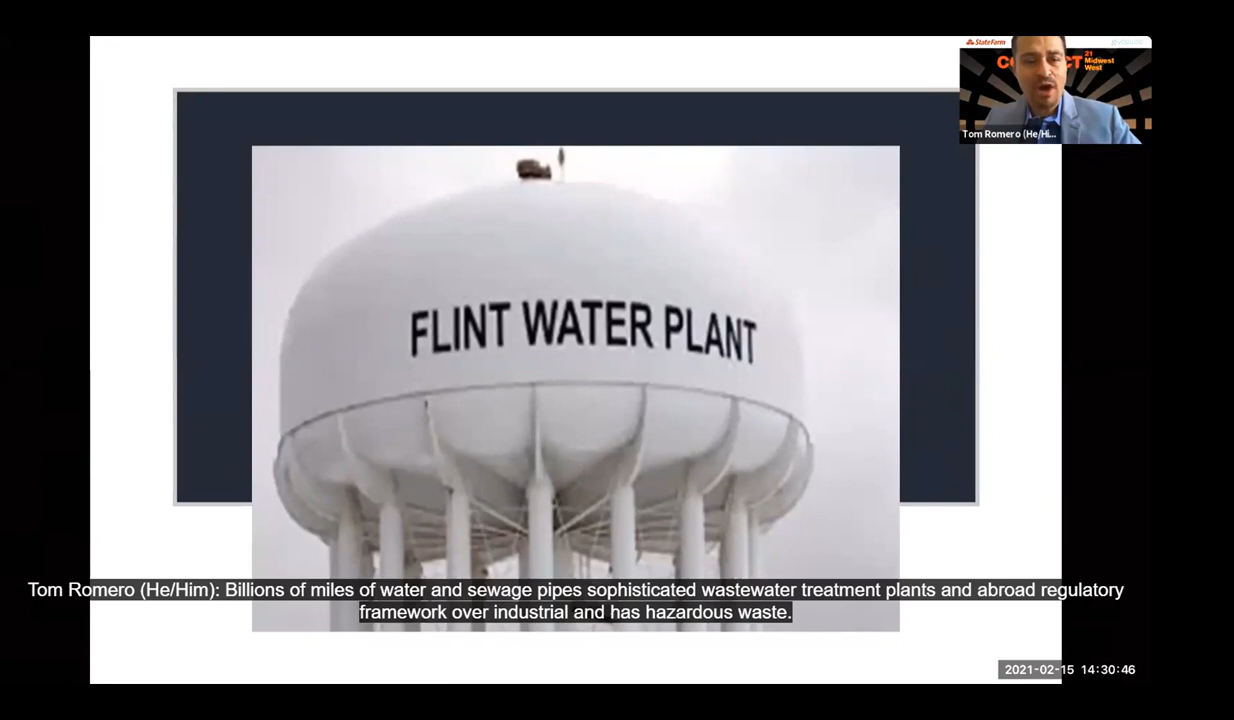 StateFarm
21
Midwest
West
Tom Romero (He/Hi...
FLINT WATER PLANT
Tom Romero (He/Him): Billions of miles of water and sewage pipes sophisticated wastewater treatment plants and abroad regulatory
framework over industrial and has hazardous waste.
2021-02-15 14:30:46